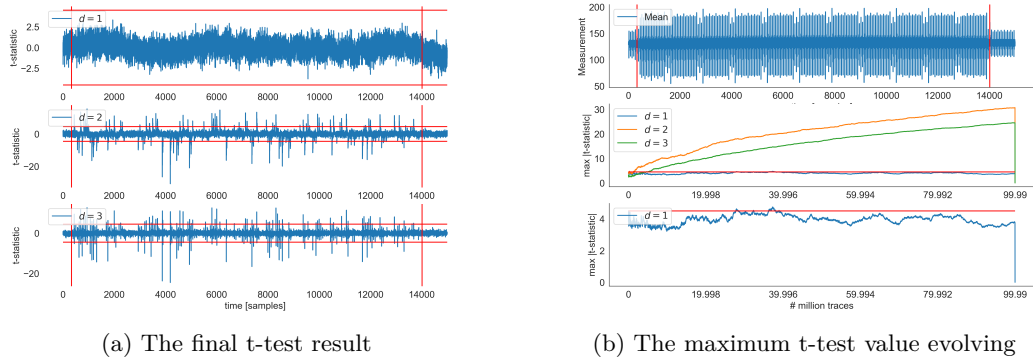 d = 1
t-statistic
2.5
0.0
−2.5
0 2000 4000 6000 8000 10000 12000 14000
d = 2
t-statistic
0
−20
0 2000 4000 6000 8000 10000 12000 14000
d = 3
t-statistic
0
−20
0 2000 4000 6000 8000 10000 12000 14000
time [samples]
(a) The final t-test result
Mean
Measurement
200
150
100
50
0 2000 4000 6000 8000 10000 12000 14000
d = 1
d = 2
d = 3
max |t-statistic|
30
20
10
0
0 19.998 39.996 59.994 79.992 99.99
d = 1
max |t-statistic|
4
2
0
0 19.998 39.996 59.994 79.992 99.99
# million traces
(b) The maximum t-test value evolving